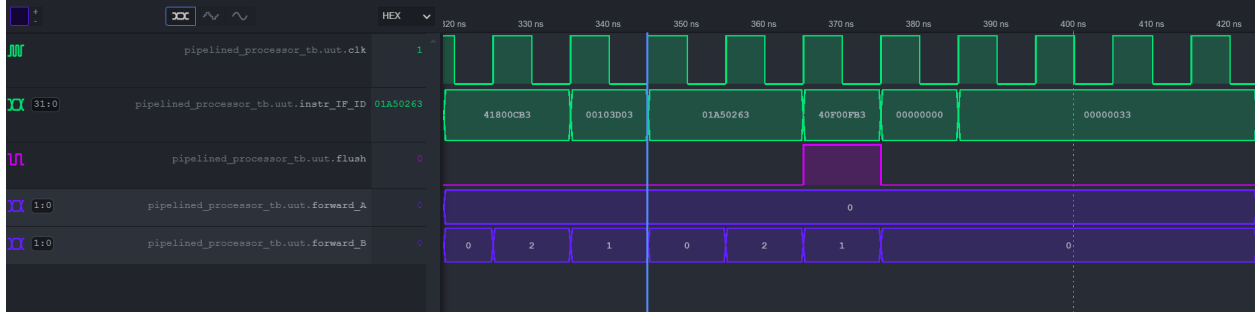 +
-
HEX
320 ns 330 ns 340 ns 350 ns 360 ns 370 ns 380 ns 390 ns 400 ns 410 ns 420 ns
pipelined_processor_tb.uut.clk 1
31:0 pipelined_processor_tb.uut.instr_IF_ID 01A50263 41800CB3 00103D03 01A50263 40F00FB3 00000000 00000033
pipelined_processor_tb.uut.flush 0
1:0 pipelined_processor_tb.uut.forward_A 0 0
1:0 pipelined_processor_tb.uut.forward_B 0 0 2 1 0 2 1 0